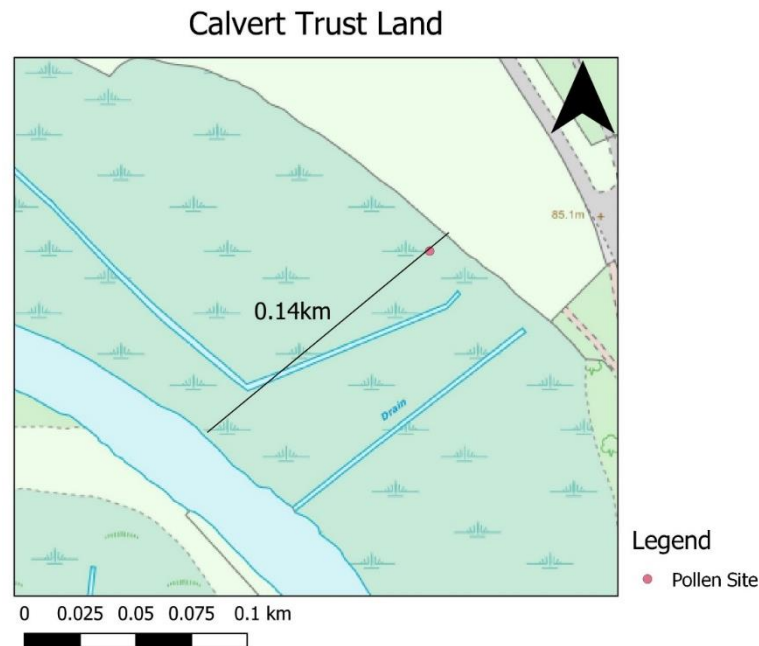 Calvert Trust Land
85.1m
0.14km
Drain
Legend
Pollen Site
0 0.025 0.05 0.075 0.1 km